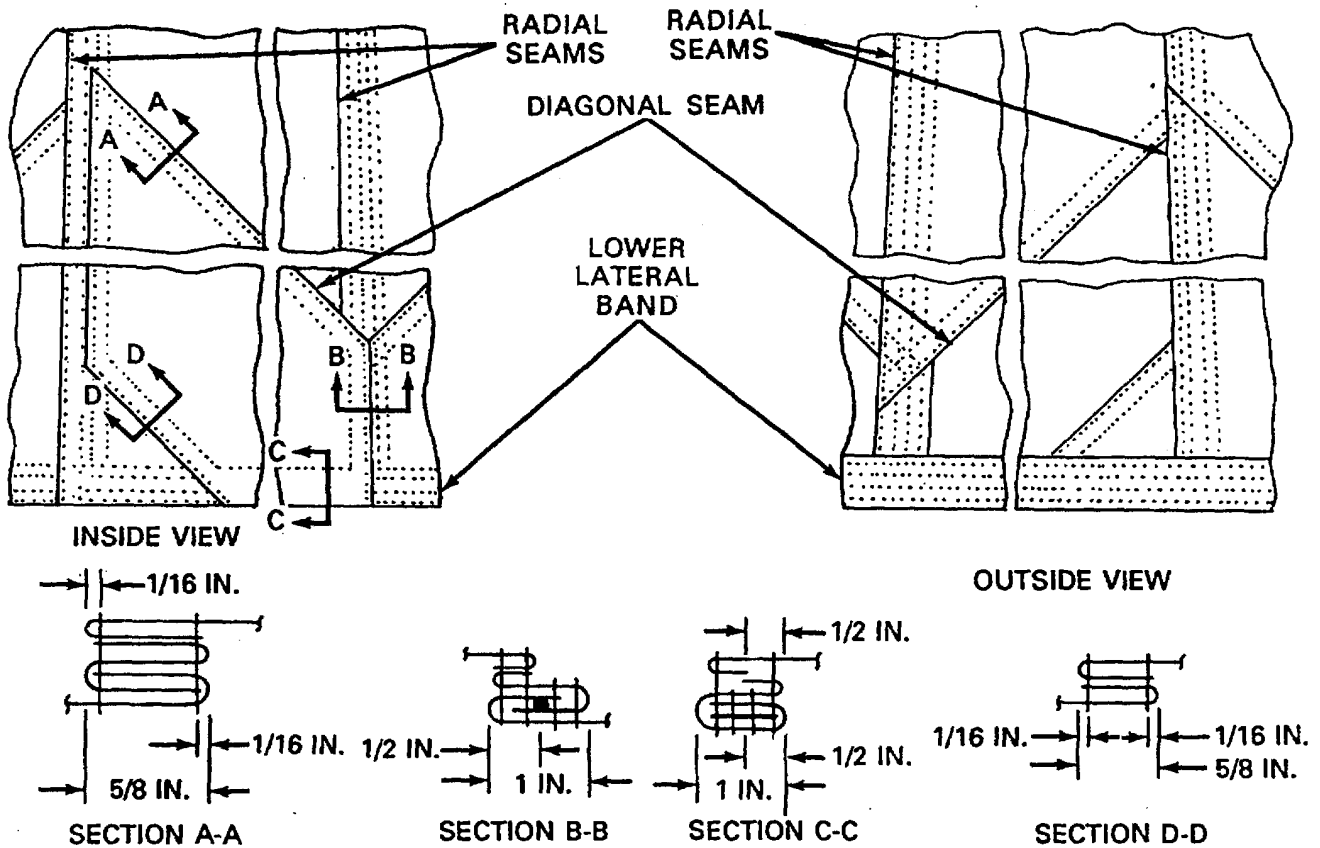 RADIAL
SEAMS
RADIAL
SEAMS
DIAGONAL SEAM
LOWER
LATERAL
BAND
A
A
D
D
B
B
C
C
INSIDE VIEW
OUTSIDE VIEW
1/16 IN.
1/16 IN.
5/8 IN.
SECTION A-A
1/2 IN.
1 IN.
SECTION B-B
1/2 IN.
1/2 IN.
1 IN.
SECTION C-C
1/16 IN.
1/16 IN.
5/8 IN.
SECTION D-D